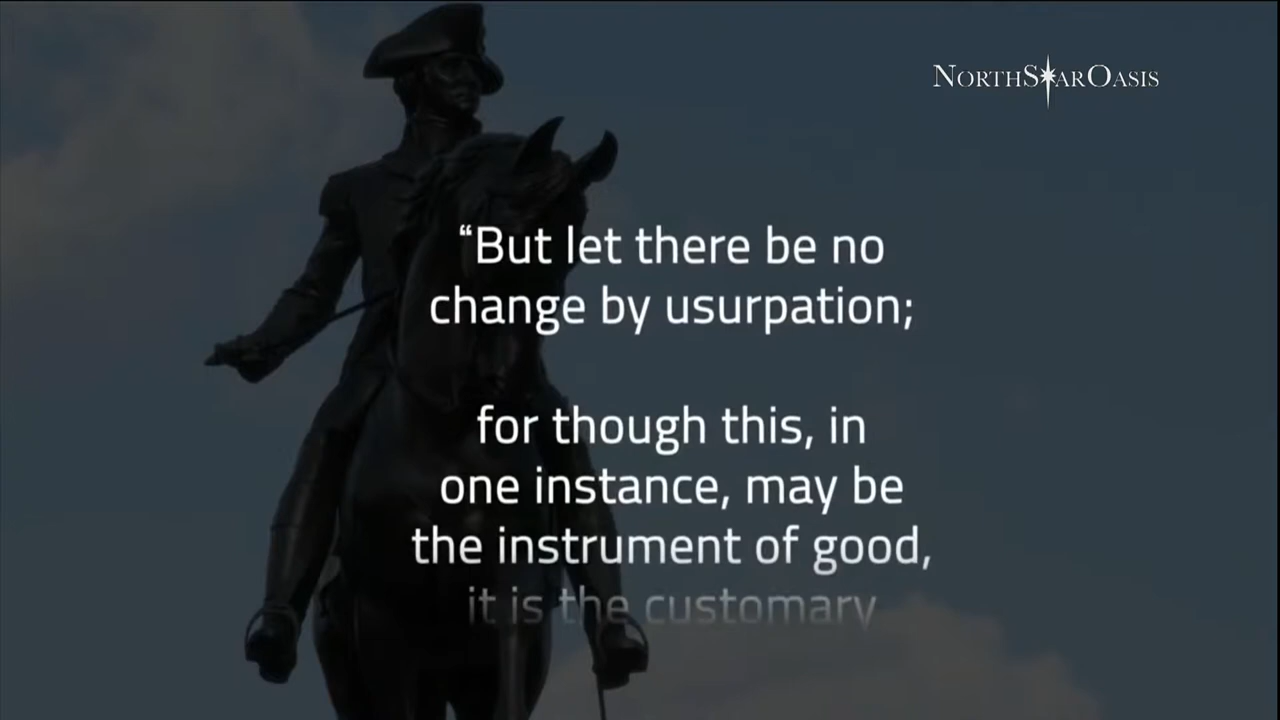 NORTHSTAROASIS
“But let there be no
change by usurpation;
for though this, in
one instance, may be
the instrument of good,
it is the customary